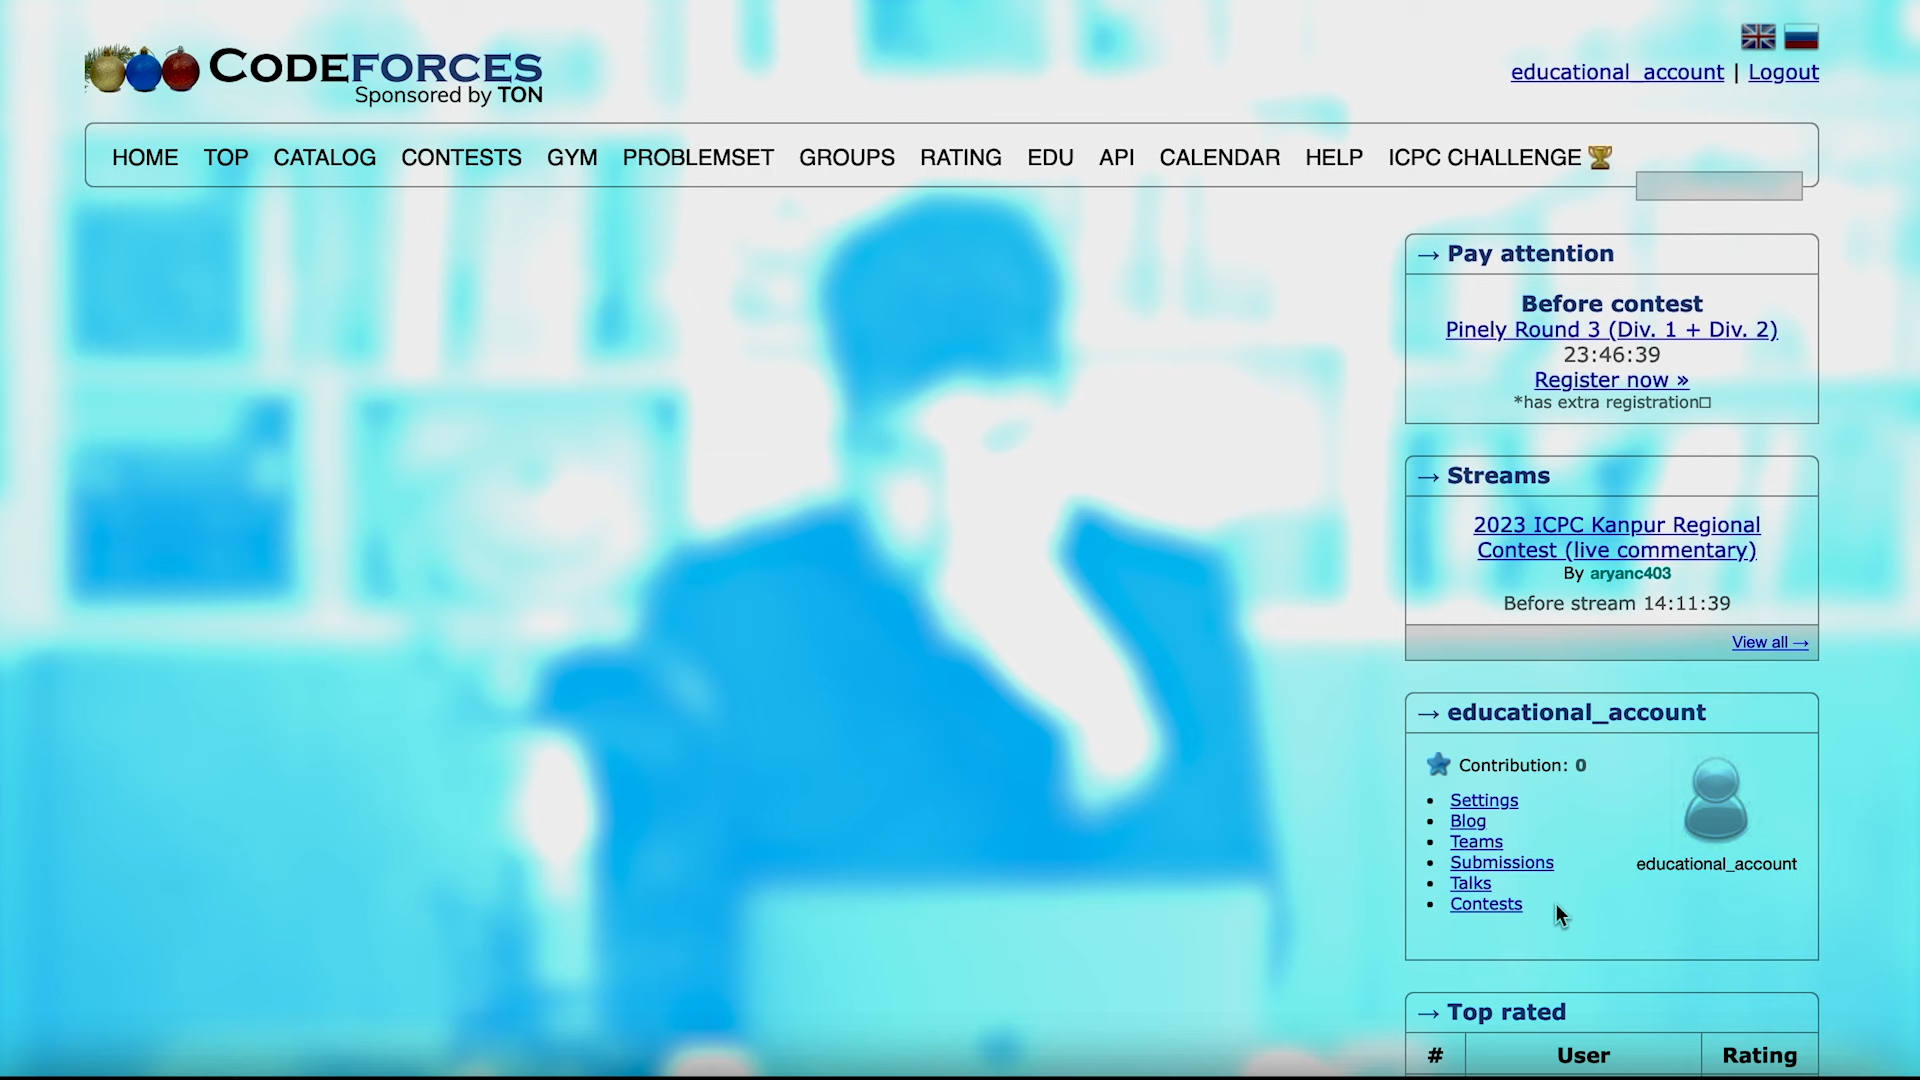 CODEFORCES
Sponsored by TON
educational_account | Logout
HOME TOP CATALOG CONTESTS GYM PROBLEMSET GROUPS RATING EDU API CALENDAR HELP ICPC CHALLENGE
→ Pay attention
Before contest
Pinely Round 3 (Div. 1 + Div. 2)
23:46:39
Register now »
*has extra registration
→ Streams
2023 ICPC Kanpur Regional
Contest (live commentary)
By aryanc403
Before stream 14:11:39
View all →
→ educational_account
Contribution: 0
Settings
Blog
Teams
Submissions
Talks
Contests
educational_account
→ Top rated
# User Rating